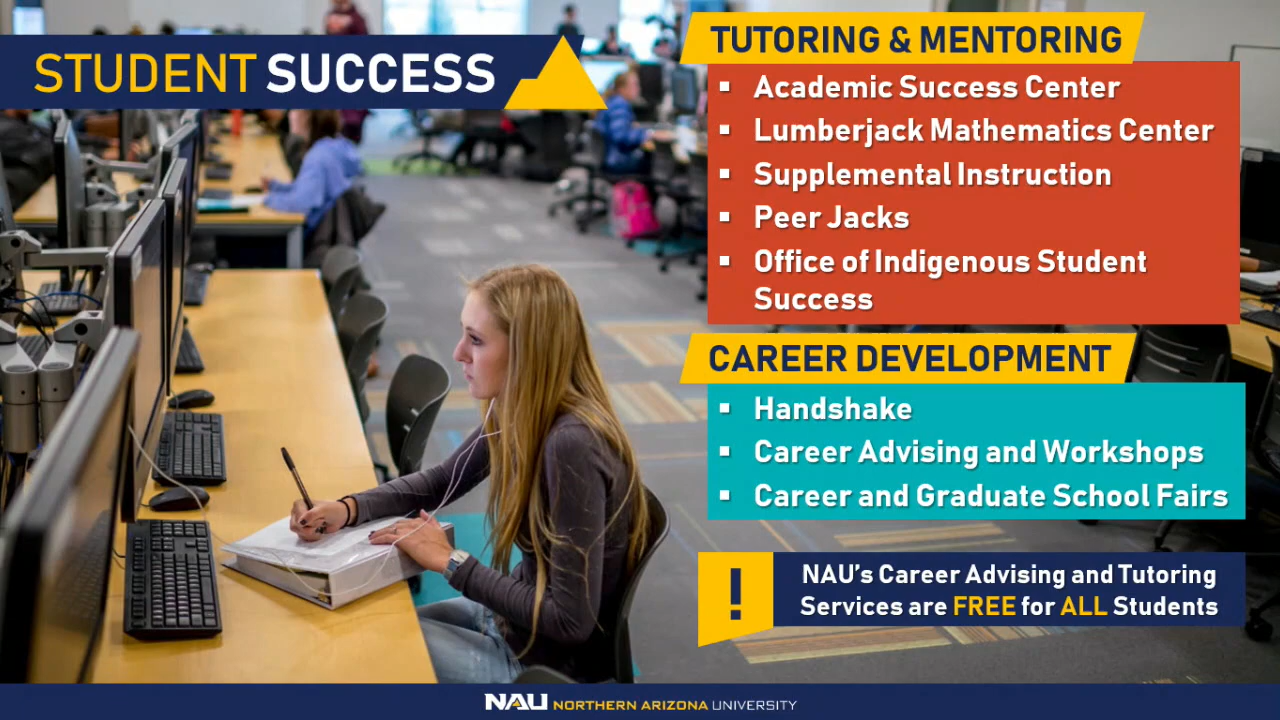 STUDENT SUCCESS
TUTORING & MENTORING
▪ Academic Success Center
▪ Lumberjack Mathematics Center
▪ Supplemental Instruction
▪ Peer Jacks
▪ Office of Indigenous Student
Success
CAREER DEVELOPMENT
▪ Handshake
▪ Career Advising and Workshops
▪ Career and Graduate School Fairs
!
NAU's Career Advising and Tutoring
Services are FREE for ALL Students
NAU NORTHERN ARIZONA UNIVERSITY